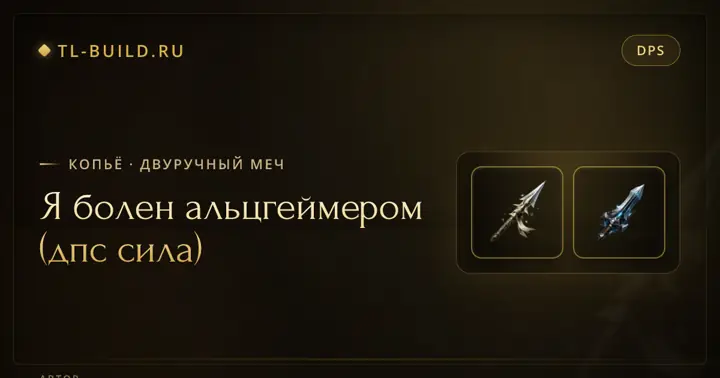 TL-BUILD.RU
DPS
КОПЬЁ · ДВУРУЧНЫЙ МЕЧ
Я болен альцгеймером
(дпс сила)